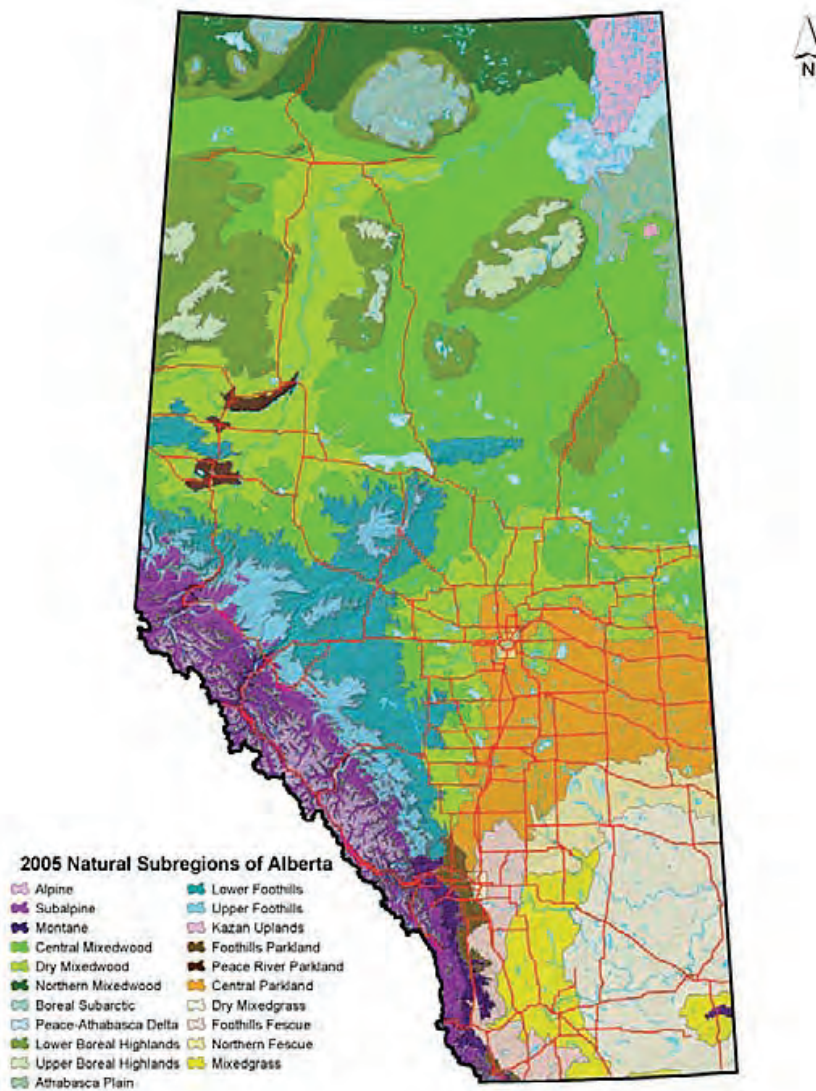 N
2005 Natural Subregions of Alberta
Alpine
Subalpine
Montane
Central Mixedwood
Dry Mixedwood
Northern Mixedwood
Boreal Subarctic
Peace-Athabasca Delta
Lower Boreal Highlands
Upper Boreal Highlands
Athabasca Plain
Lower Foothills
Upper Foothills
Kazan Uplands
Foothills Parkland
Peace River Parkland
Central Parkland
Dry Mixedgrass
Foothills Fescue
Northern Fescue
Mixedgrass